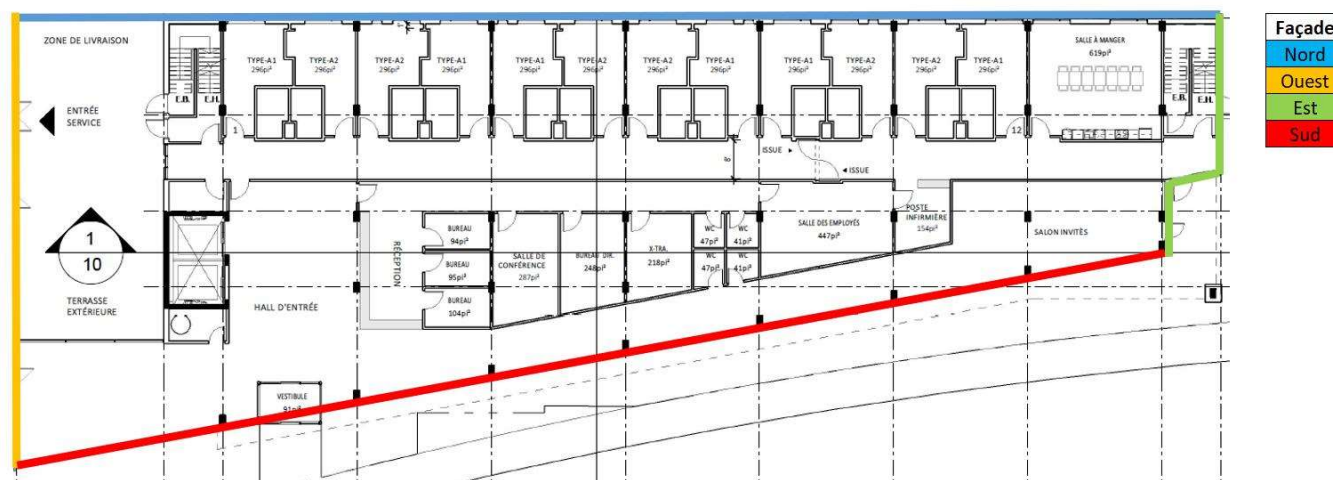 ZONE DE LIVRAISON
ENTRÉE
SERVICE
E.B.
E.H.
TYPE-A1
296pi²
TYPE-A2
296pi²
TYPE-A2
296pi²
TYPE-A1
296pi²
TYPE-A1
296pi²
TYPE-A2
296pi²
TYPE-A2
296pi²
TYPE-A1
296pi²
TYPE-A1
296pi²
TYPE-A2
296pi²
TYPE-A2
296pi²
TYPE-A1
296pi²
SALLE À MANGER
619pi²
E.B.
E.H.
1
12
6
ISSUE
ISSUE
1
10
TERRASSE
EXTÉRIEURE
HALL D'ENTRÉE
RÉCEPTION
BUREAU
94pi²
BUREAU
95pi²
BUREAU
104pi²
SALLE DE
CONFÉRENCE
287pi²
BUREAU DIR.
248pi²
X-TRA.
218pi²
WC
47pi²
WC
41pi²
WC
47pi²
WC
41pi²
SALLE DES EMPLOYÉS
447pi²
POSTE
INFIRMIÈRE
154pi²
SALON INVITÉS
VESTIBULE
91pi²
Façade
Nord
Ouest
Est
Sud